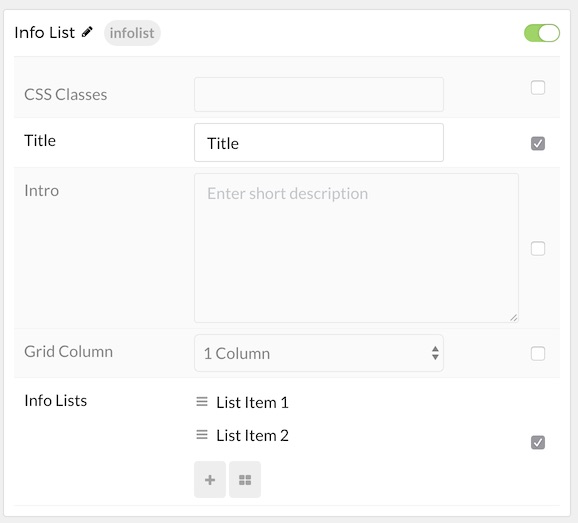 Info List infolist
CSS Classes
Title Title
Intro Enter short description
Grid Column 1 Column
Info Lists List Item 1
List Item 2
+